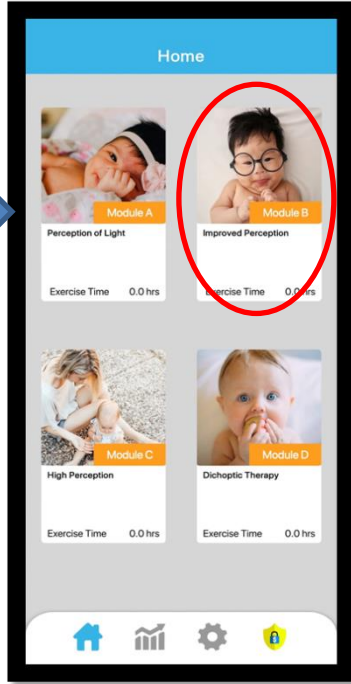 Home
Module A
Perception of Light
Exercise Time 0.0 hrs
Module B
Improved Perception
Exercise Time 0.0 hrs
Module C
High Perception
Exercise Time 0.0 hrs
Module D
Dichoptic Therapy
Exercise Time 0.0 hrs